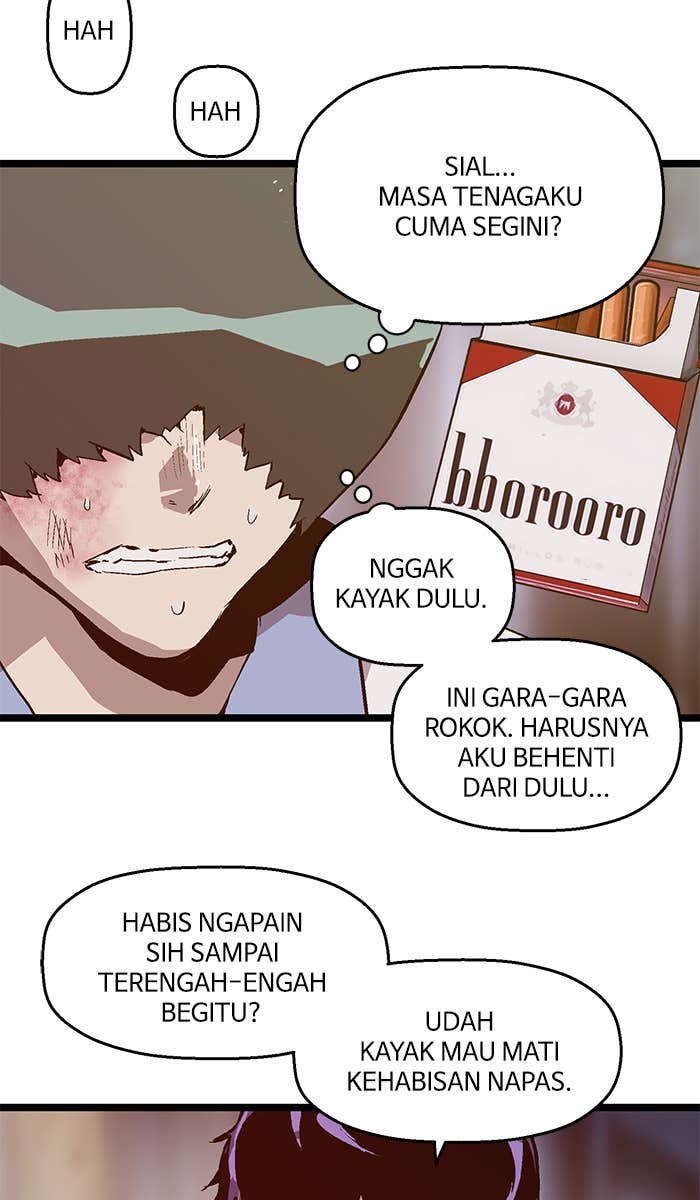 HAH
HAH
SIAL...
MASA TENAGAKU
CUMA SEGINI?
bborooro
NGGAK
KAYAK DULU.
INI GARA-GARA
ROKOK. HARUSNYA
AKU BEHENTI
DARI DULU...
HABIS NGAPAIN
SIH SAMPAI
TERENGAH-ENGAH
BEGITU?
UDAH
KAYAK MAU MATI
KEHABISAN NAPAS.